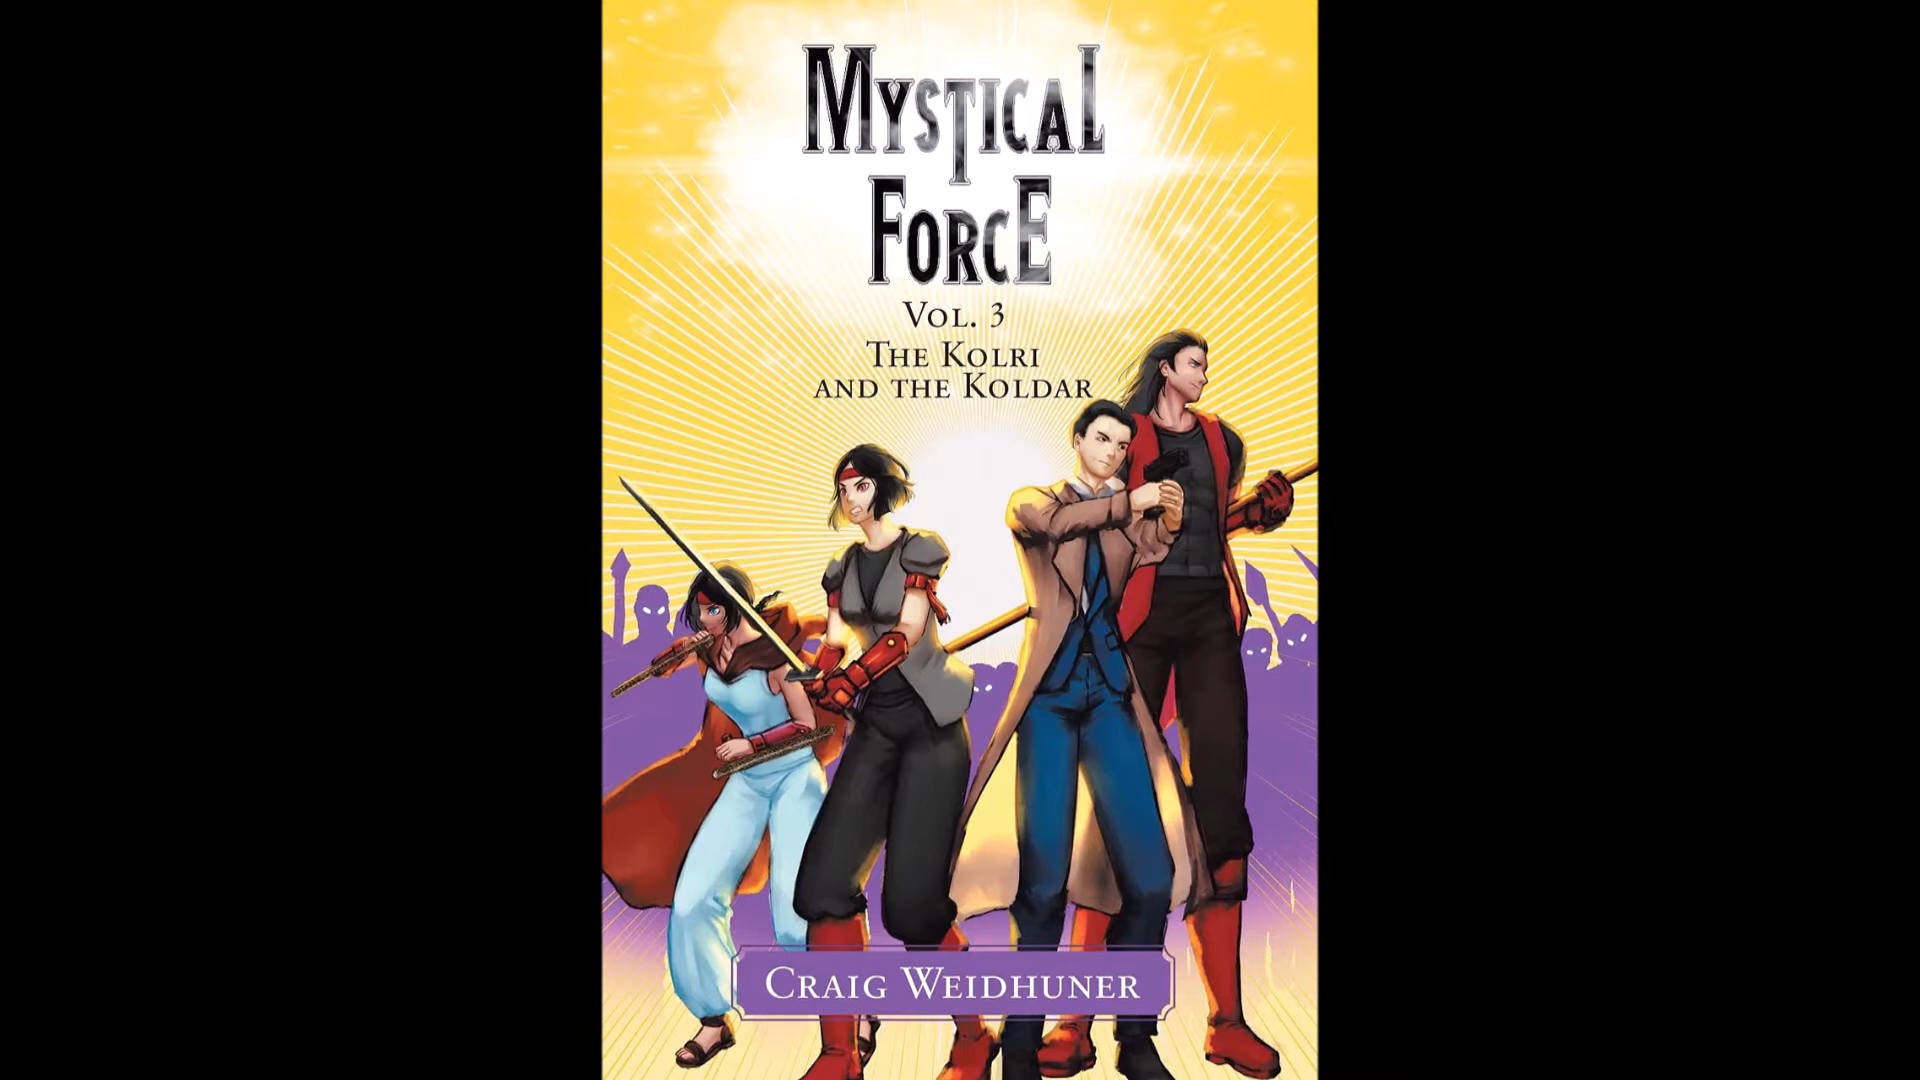 Mystical
Force
Vol. 3
The Kolri
and the Koldar
Craig Weidhuner